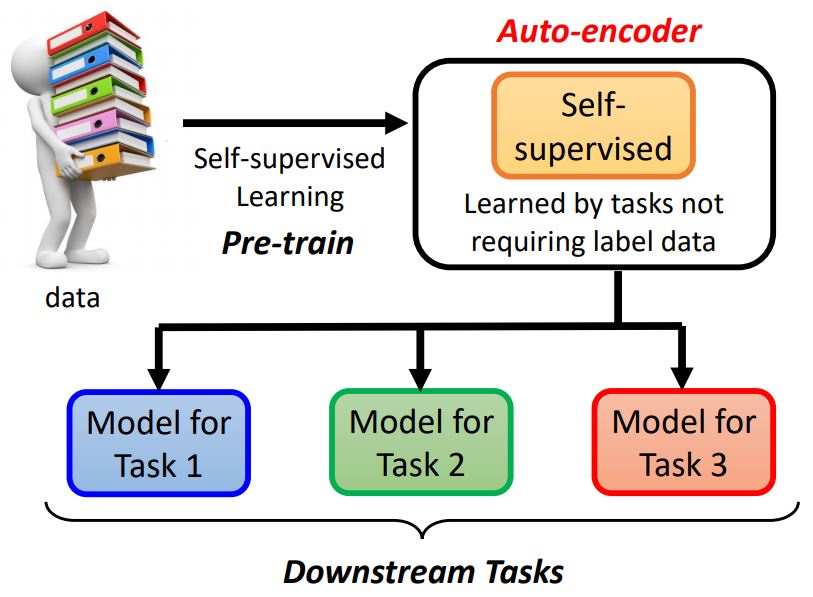 Auto-encoder
Self-
supervised
Learned by tasks not
requiring label data
Self-supervised
Learning
Pre-train
data
Model for
Task 1
Model for
Task 2
Model for
Task 3
Downstream Tasks